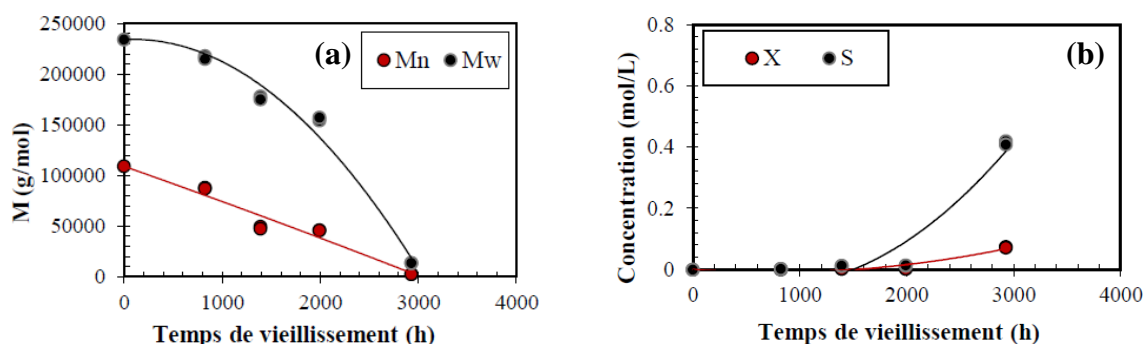 250000
200000
150000
100000
50000
0
M (g/mol)
(a)
Mn
Mw
0
1000
2000
3000
4000
Temps de vieillissement (h)
0.8
0.6
0.4
0.2
0
Concentration (mol/L)
X
S
(b)
0
1000
2000
3000
4000
Temps de vieillissement (h)